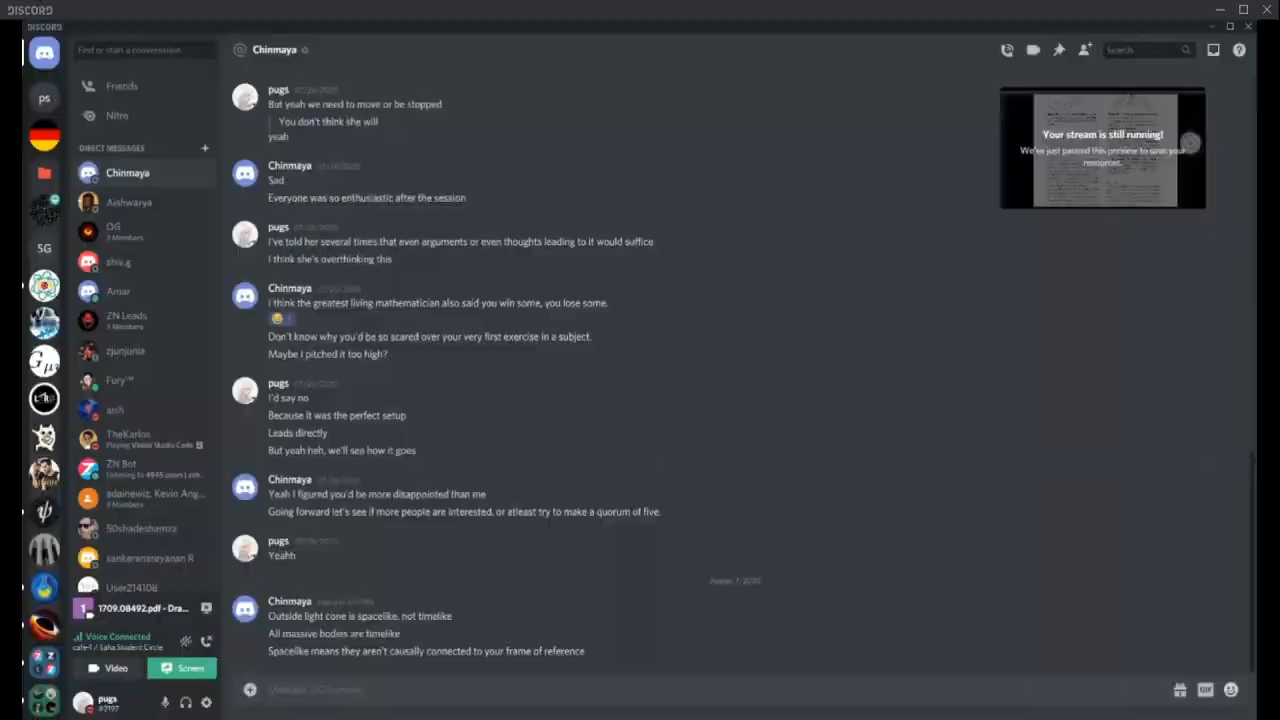 DISCORD
DISCORD
Find or start a conversation
Chinmaya
Search
Friends
Nitro
DIRECT MESSAGES
Chinmaya
Aishwarya
OG
3 Members
abiv.g
Amar
ZN Leads
3 Members
zjunjunia
Fury™
arsh
TheKarlos
Playing Visual Studio Code
ZN Bot
Listening to
adainewiz, Kevin Ang...
3 Members
50shadeshamza
sankaranarayanan R
User214108
1709.08492.pdf - Dra...
Voice Connected
cafe-1 / Saha Student Circle
Video
Screen
pugs
#2197
ps
SG
pugs
But yeah we need to move or be stopped
You don't think she will
yeah
Chinmaya
Sad
Everyone was so enthusiastic after the session
pugs
I've told her several times that even arguments or even thoughts leading to it would suffice
I think she's overthinking this
Chinmaya
I think the greatest living mathematician also said you win some, you lose some.
Don't know why you'd be so scared over your very first exercise in a subject.
Maybe I pitched it too high?
pugs
I'd say no
Because it was the perfect setup
Leads directly
But yeah heh, we'll see how it goes
Chinmaya
Yeah I figured you'd be more disappointed than me
Going forward let's see if more people are interested, or atleast try to make a quorum of five.
pugs
Yeahh
August 7, 2020
Chinmaya
Outside light cone is spacelike, not timelike
All massive bodies are timelike
Spacelike means they aren't causally connected to your frame of reference
Your stream is still running!
We've just paused this preview to save your
resources.
GIF